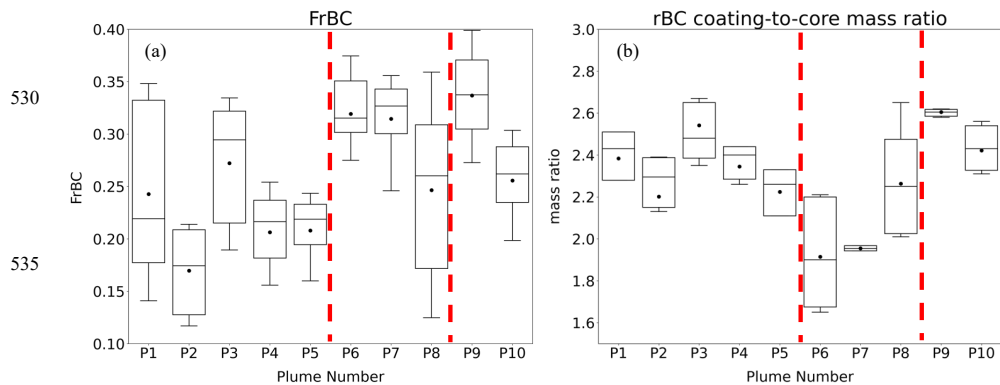 FrBC
rBC coating-to-core mass ratio
530
535
(a)
0.40
0.35
0.30
0.25
0.20
0.15
0.10
FrBC
P1 P2 P3 P4 P5 P6 P7 P8 P9 P10
Plume Number
(b)
3.0
2.8
2.6
2.4
2.2
2.0
1.8
1.6
mass ratio
P1 P2 P3 P4 P5 P6 P7 P8 P9 P10
Plume Number